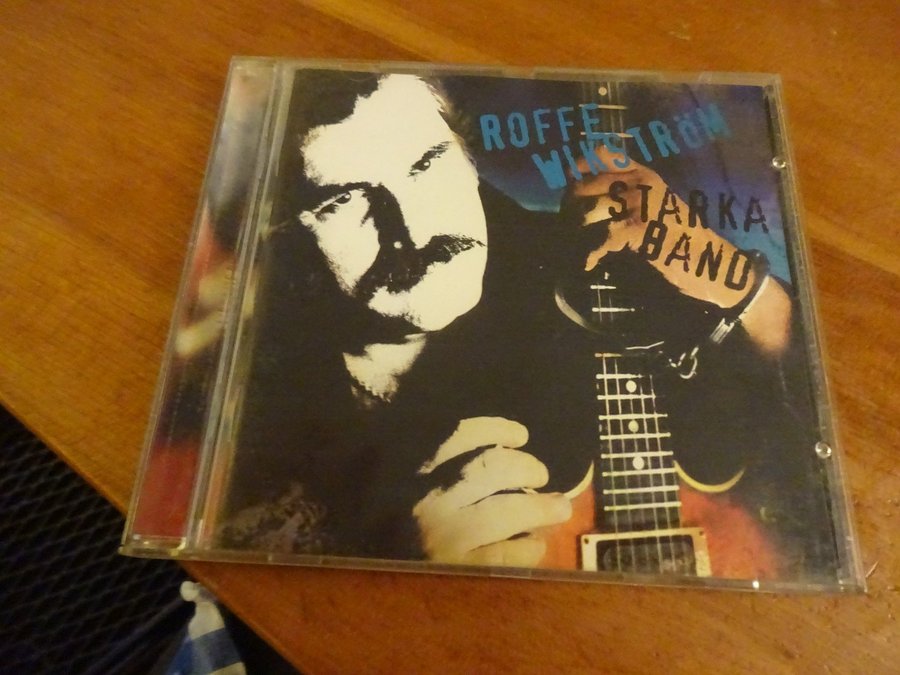 ROFFE
WIKSTRÖM
STARKA
BAND